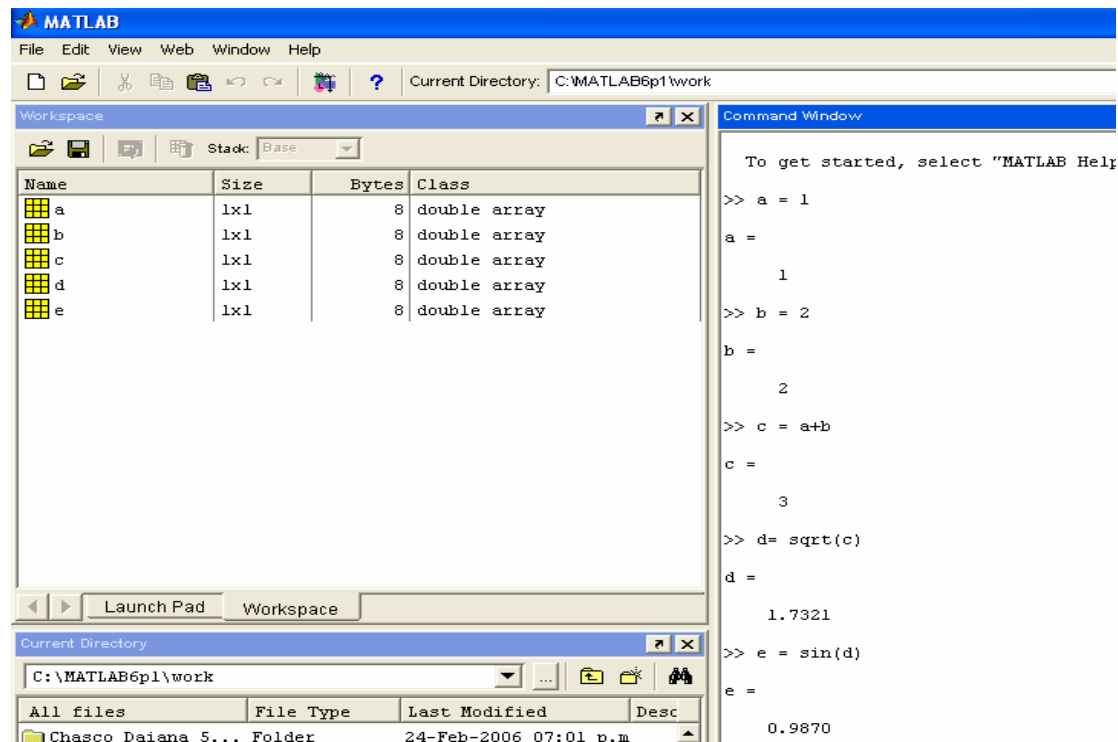 MATLAB
File Edit View Web Window Help
? Current Directory: C:\MATLAB6p1\work
Workspace
Stack: Base
Name Size Bytes Class
a 1x1 8 double array
b 1x1 8 double array
c 1x1 8 double array
d 1x1 8 double array
e 1x1 8 double array
Launch Pad Workspace
Current Directory
C:\MATLAB6p1\work ...
All files File Type Last Modified Desc
Chasco Daiana 5... Folder 24-Feb-2006 07:01 p.m
Command Window
To get started, select "MATLAB Help
>> a = 1
a =
1
>> b = 2
b =
2
>> c = a+b
c =
3
>> d= sqrt(c)
d =
1.7321
>> e = sin(d)
e =
0.9870